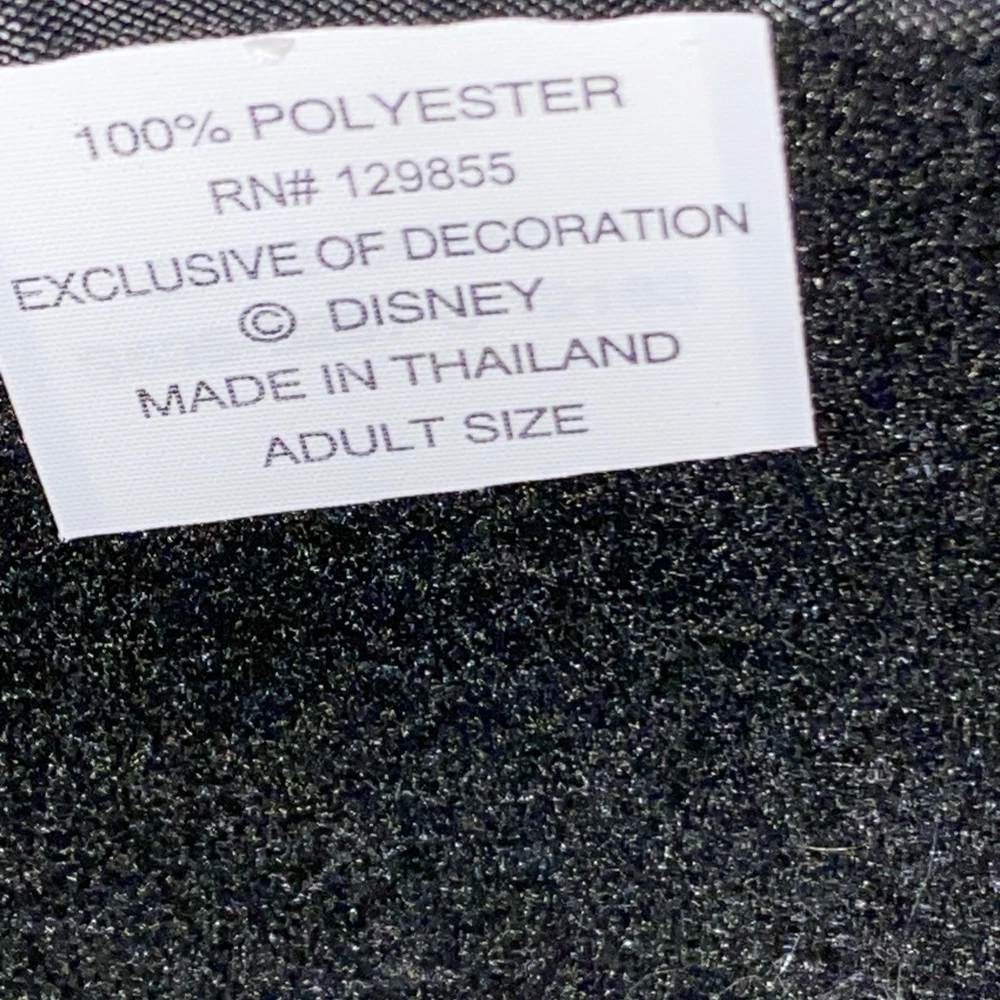 100% POLYESTER
RN# 129855
EXCLUSIVE OF DECORATION
© DISNEY
MADE IN THAILAND
ADULT SIZE